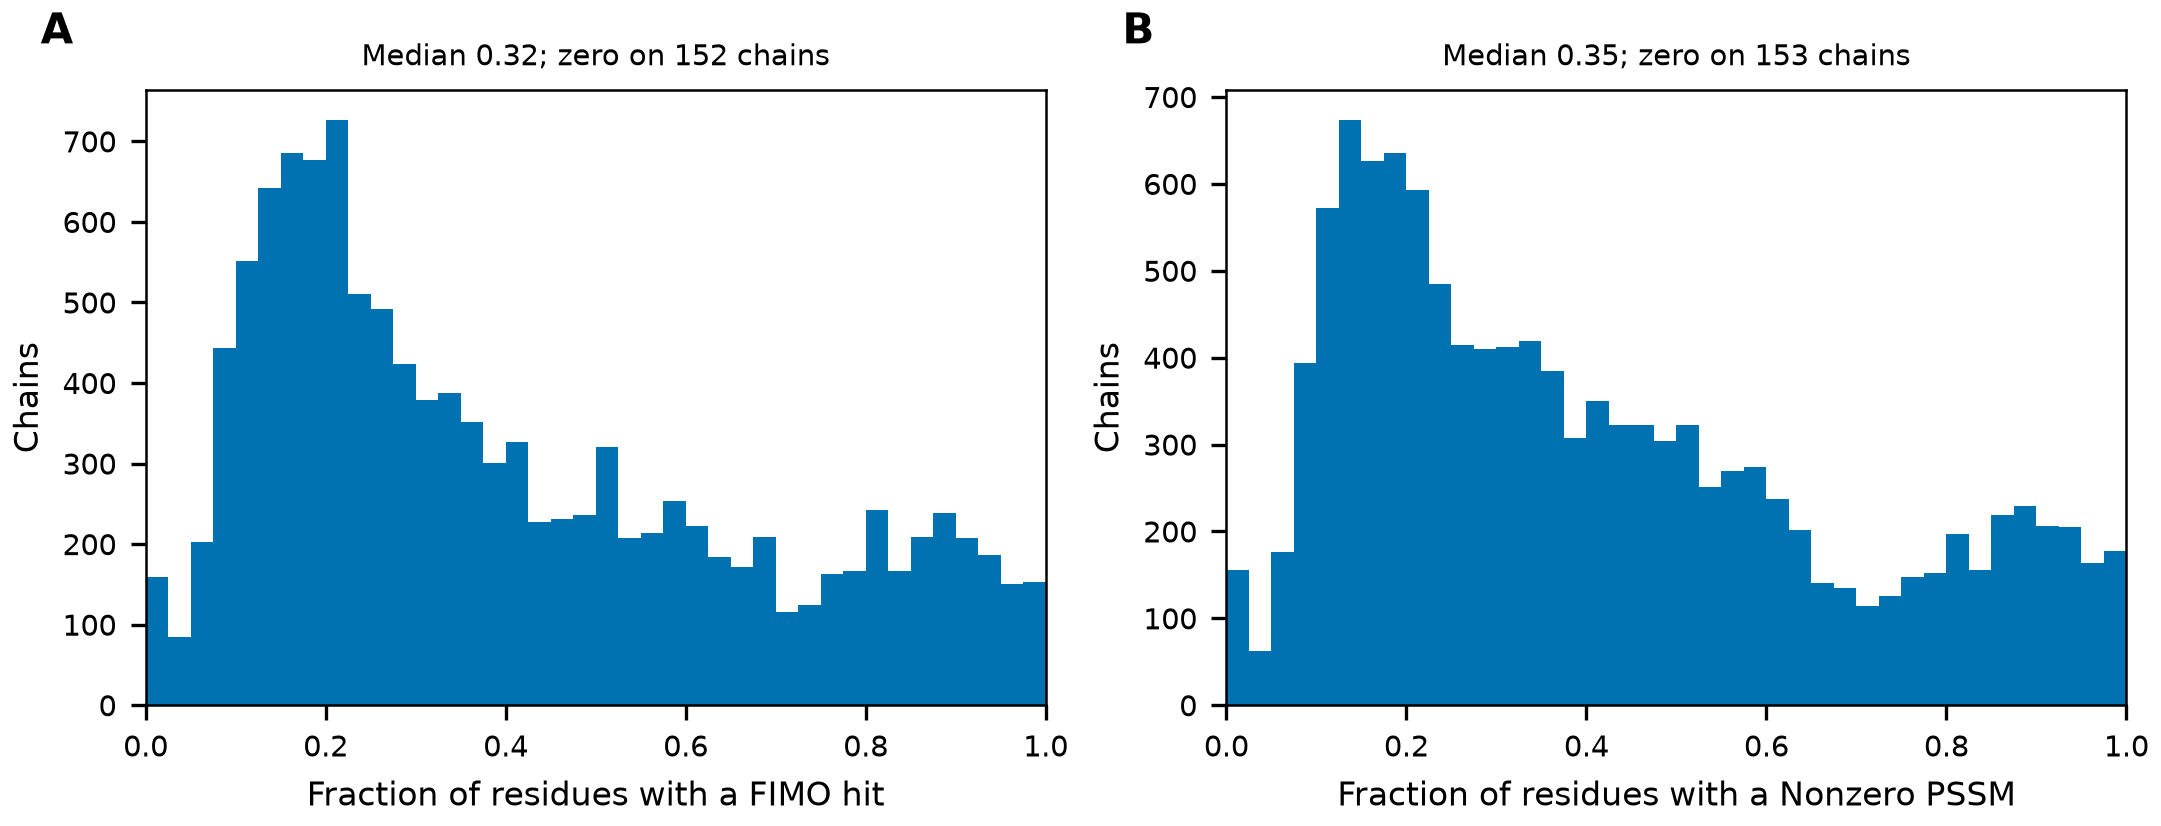 A
Median 0.32; zero on 152 chains
700
600
500
400
300
200
100
0
Chains
0.0 0.2 0.4 0.6 0.8 1.0
Fraction of residues with a FIMO hit
B
Median 0.35; zero on 153 chains
700
600
500
400
300
200
100
0
Chains
0.0 0.2 0.4 0.6 0.8 1.0
Fraction of residues with a Nonzero PSSM